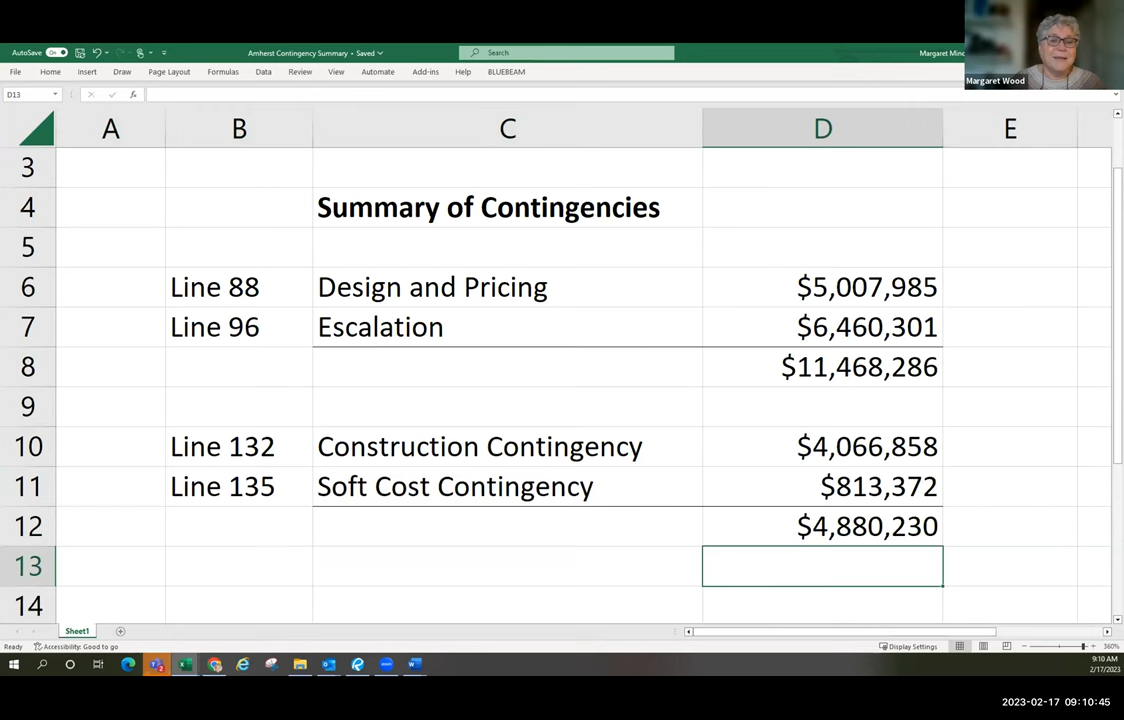 AutoSave On
Amherst Contingency Summary • Saved
Search
Margaret Minc
File Home Insert Draw Page Layout Formulas Data Review View Automate Add-ins Help BLUEBEAM
Margaret Wood
D13
fx
A B C D E
3
4 Summary of Contingencies
5
6 Line 88 Design and Pricing $5,007,985
7 Line 96 Escalation $6,460,301
8 $11,468,286
9
10 Line 132 Construction Contingency $4,066,858
11 Line 135 Soft Cost Contingency $813,372
12 $4,880,230
13
14
Sheet1
Ready Accessibility: Good to go Display Settings 360%
9:10 AM
2/17/2023
2023-02-17 09:10:45